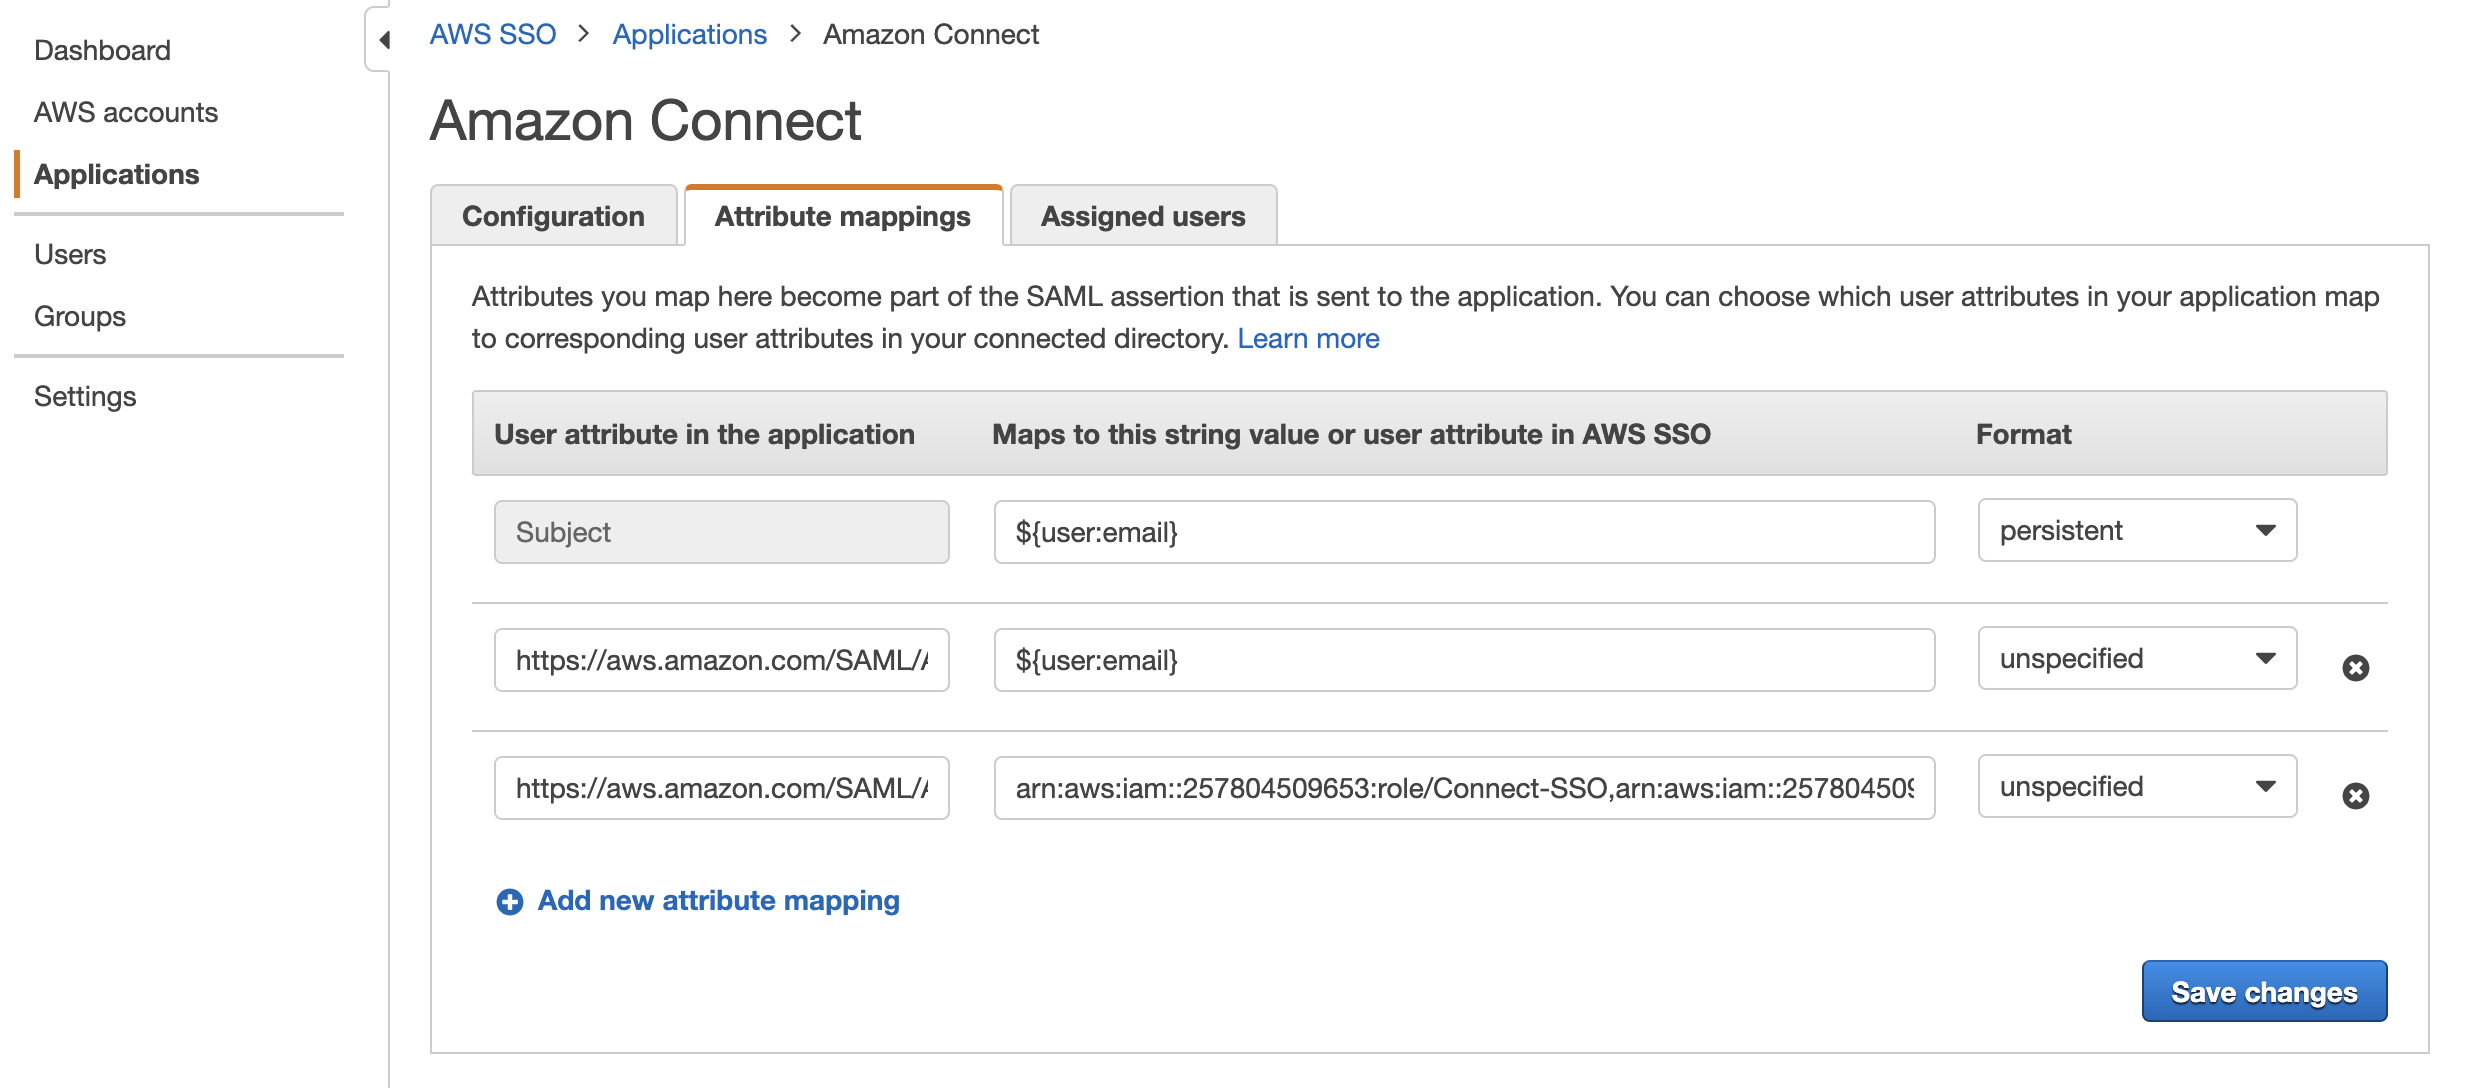 Dashboard
AWS accounts
Applications
Users
Groups
Settings
AWS SSO > Applications > Amazon Connect
Amazon Connect
Configuration
Attribute mappings
Assigned users
Attributes you map here become part of the SAML assertion that is sent to the application. You can choose which user attributes in your application map
to corresponding user attributes in your connected directory. Learn more
User attribute in the application
Maps to this string value or user attribute in AWS SSO
Format
Subject
${user:email}
persistent
https://aws.amazon.com/SAML/A
${user:email}
unspecified
https://aws.amazon.com/SAML/A
arn:aws:iam::257804509653:role/Connect-SSO,arn:aws:iam::257804509
unspecified
Add new attribute mapping
Save changes